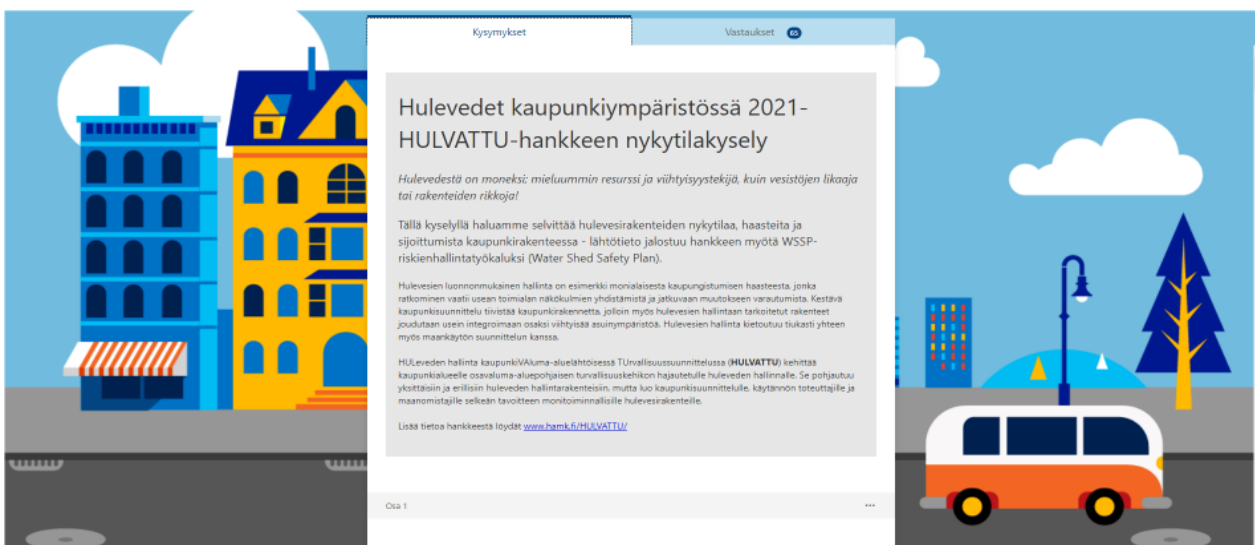 Kysymykset
Vastaukset 65
Hulevedet kaupunkiympäristössä 2021-
HULVATTU-hankkeen nykytilakysely
Hulevedestä on moneksi: mieluummin resurssi ja viihtyisyystekijä, kuin vesistöjen likaaja
tai rakenteiden rikkoja!
Tällä kyselyllä haluamme selvittää hulevesirakenteiden nykytilaa, haasteita ja
sijoittumista kaupunkirakenteessa - lähtötieto jalostuu hankkeen myötä WSSP-
riskienhallintatyökaluksi (Water Shed Safety Plan).
Hulevesien luonnonmukainen hallinta on esimerkki monialaisesta kaupungistumisen haasteesta, jonka
ratkominen vaatii usean toimialan näkökulmien yhdistämistä ja jatkuvaan muutokseen varautumista. Kestävä
kaupunkisuunnittelu tiivistää kaupunkirakennetta, jolloin myös hulevesien hallintaan tarkoitetut rakenteet
joudutaan usein integroimaan osaksi viihtyisää asuinympäristöä. Hulevesien hallinta kietoutuu tiukasti yhteen
myös maankäytön suunnittelun kanssa.
HULeveden hallinta kaupunkiVAluma-aluelähtöisessä TUrvallisuussuunnittelussa (HULVATTU) kehittää
kaupunkialueelle osavaluma-aluepohjaisen turvallisuuskehikon hajautetulle huleveden hallinnalle. Se pohjautuu
yksittäisiin ja erillisiin huleveden hallintarakenteisiin, mutta luo kaupunkisuunnittelulle, käytännön toteuttajille ja
maanomistajille selkeän tavoitteen monitoiminnallisille hulevesirakenteille.
Lisää tietoa hankkeestä löydät www.hamk.fi/HULVATTU/
Osa 1